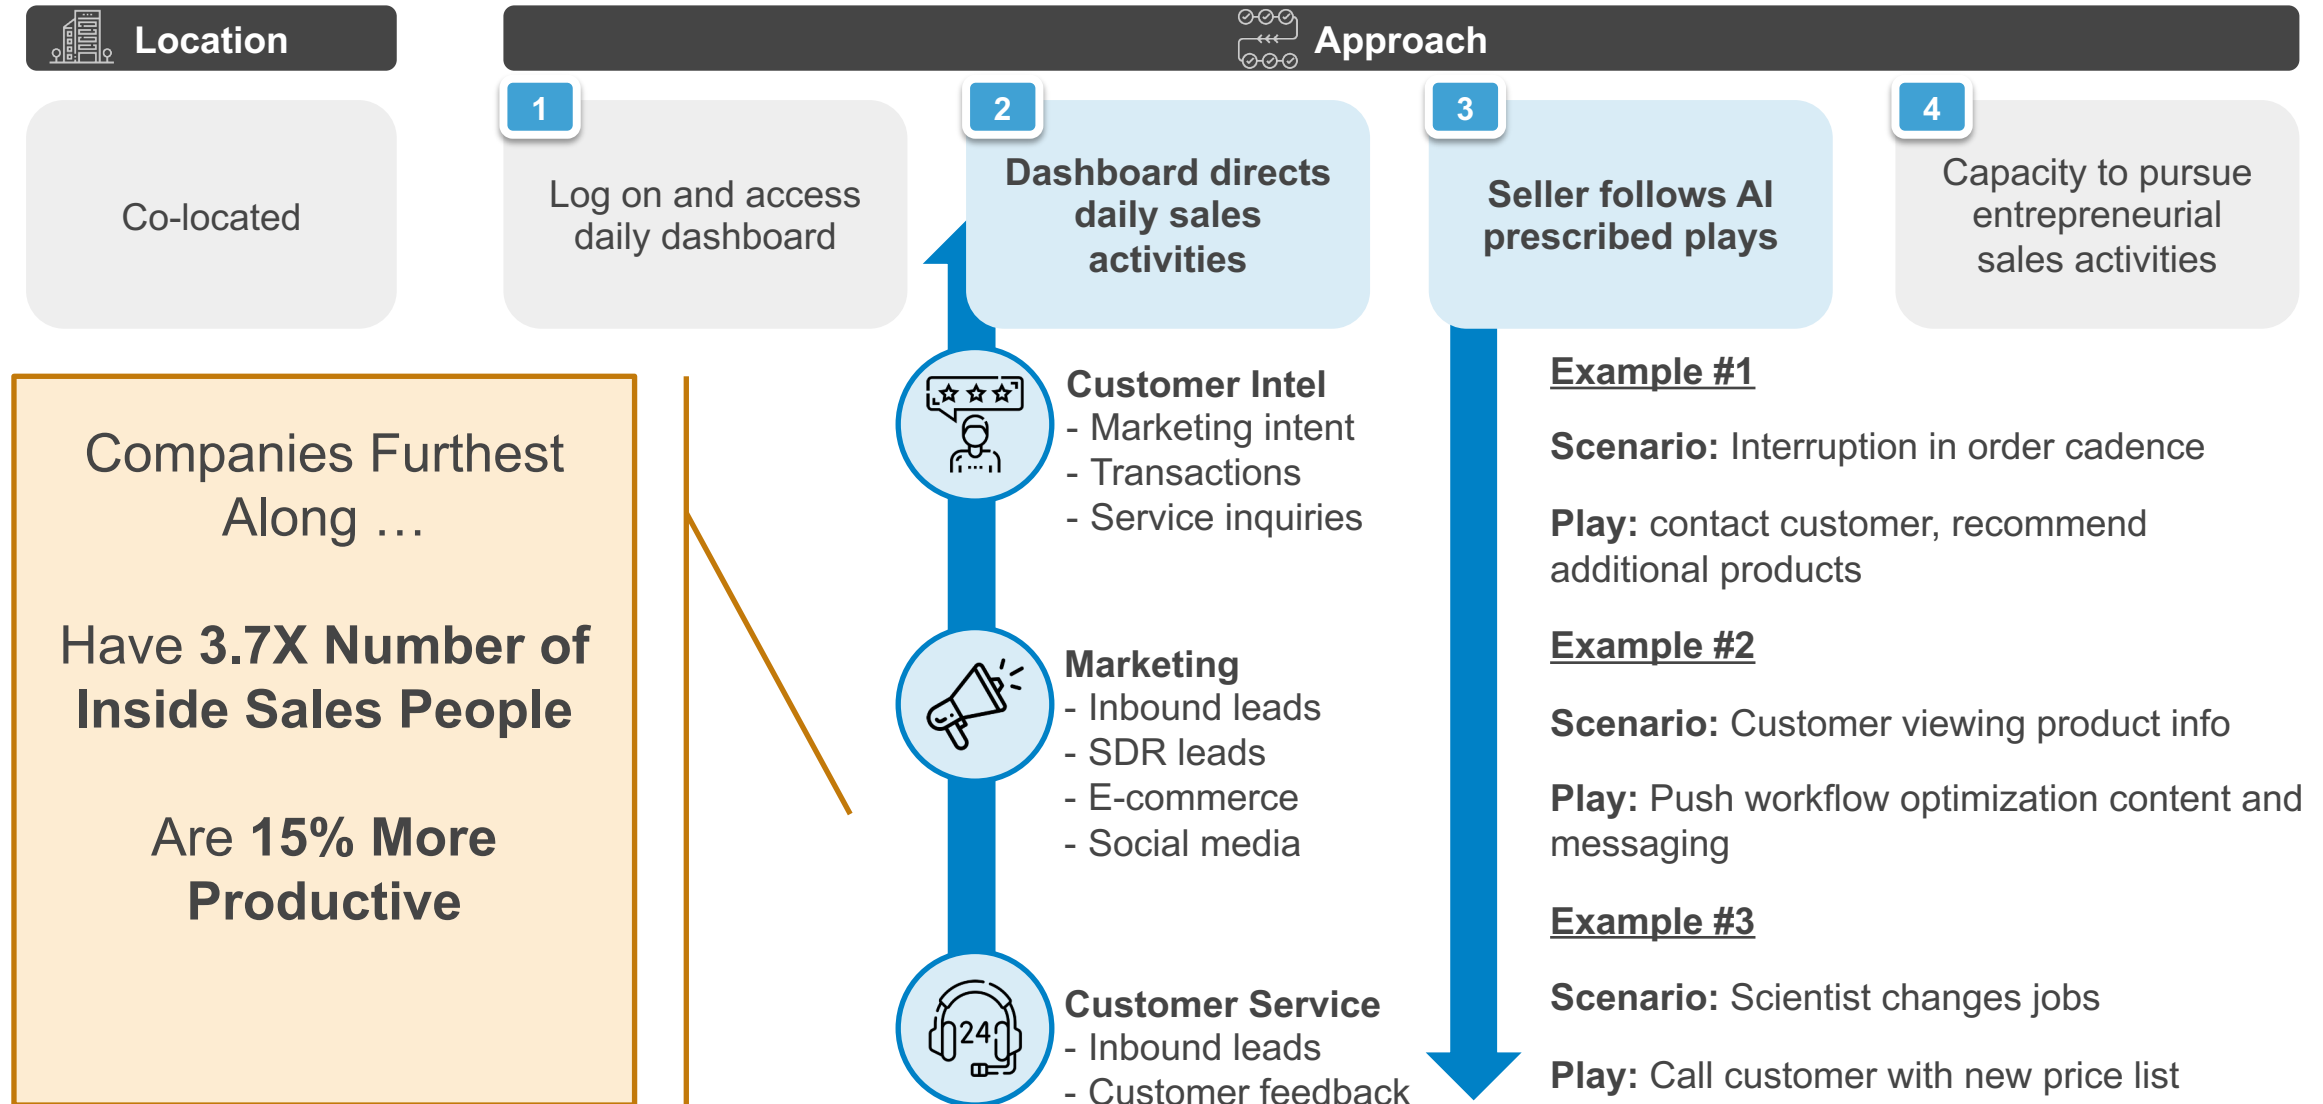 Location
Approach
Co-located
1
Log on and access
daily dashboard
2
Dashboard directs
daily sales
activities
3
Seller follows AI
prescribed plays
4
Capacity to pursue
entrepreneurial
sales activities
Companies Furthest
Along …
Have 3.7X Number of
Inside Sales People
Are 15% More
Productive
Customer Intel
- Marketing intent
- Transactions
- Service inquiries
Marketing
- Inbound leads
- SDR leads
- E-commerce
- Social media
24
Customer Service
- Inbound leads
- Customer feedback
Example #1
Scenario: Interruption in order cadence
Play: contact customer, recommend
additional products
Example #2
Scenario: Customer viewing product info
Play: Push workflow optimization content and
messaging
Example #3
Scenario: Scientist changes jobs
Play: Call customer with new price list